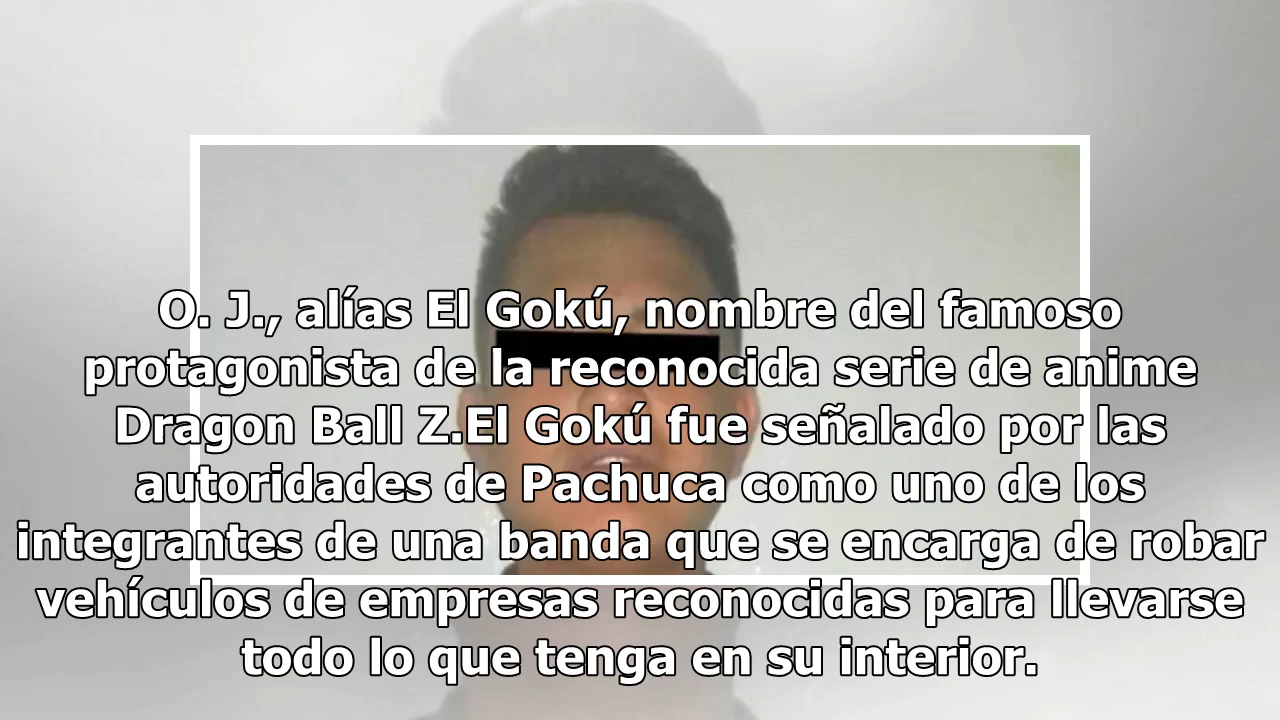 O. J., alías El Gokú, nombre del famoso
protagonista de la reconocida serie de anime
Dragon Ball Z.El Gokú fue señalado por las
autoridades de Pachuca como uno de los
integrantes de una banda que se encarga de robar
vehículos de empresas reconocidas para llevarse
todo lo que tenga en su interior.